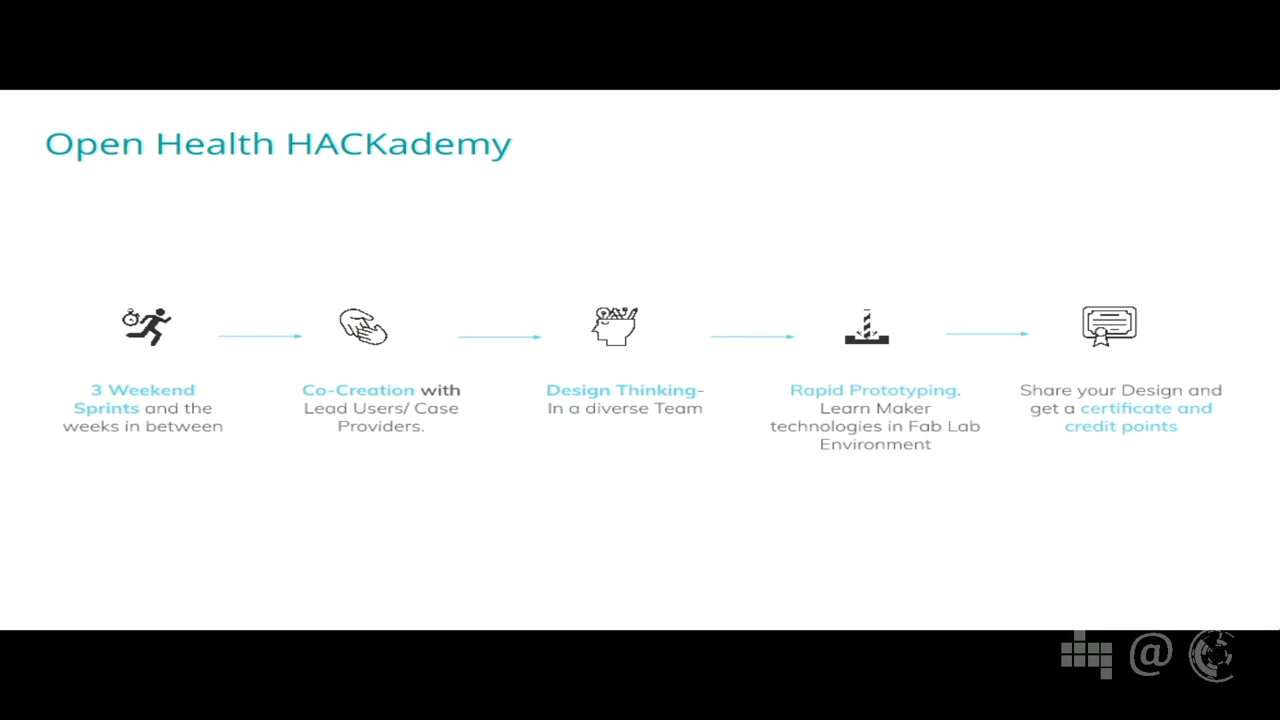 Open Health HACKademy
3 Weekend
Sprints and the
weeks in between
Co-Creation with
Lead Users/ Case
Providers.
Design Thinking-
In a diverse Team
Rapid Prototyping.
Learn Maker
technologies in Fab Lab
Environment
Share your Design and
get a certificate and
credit points
@